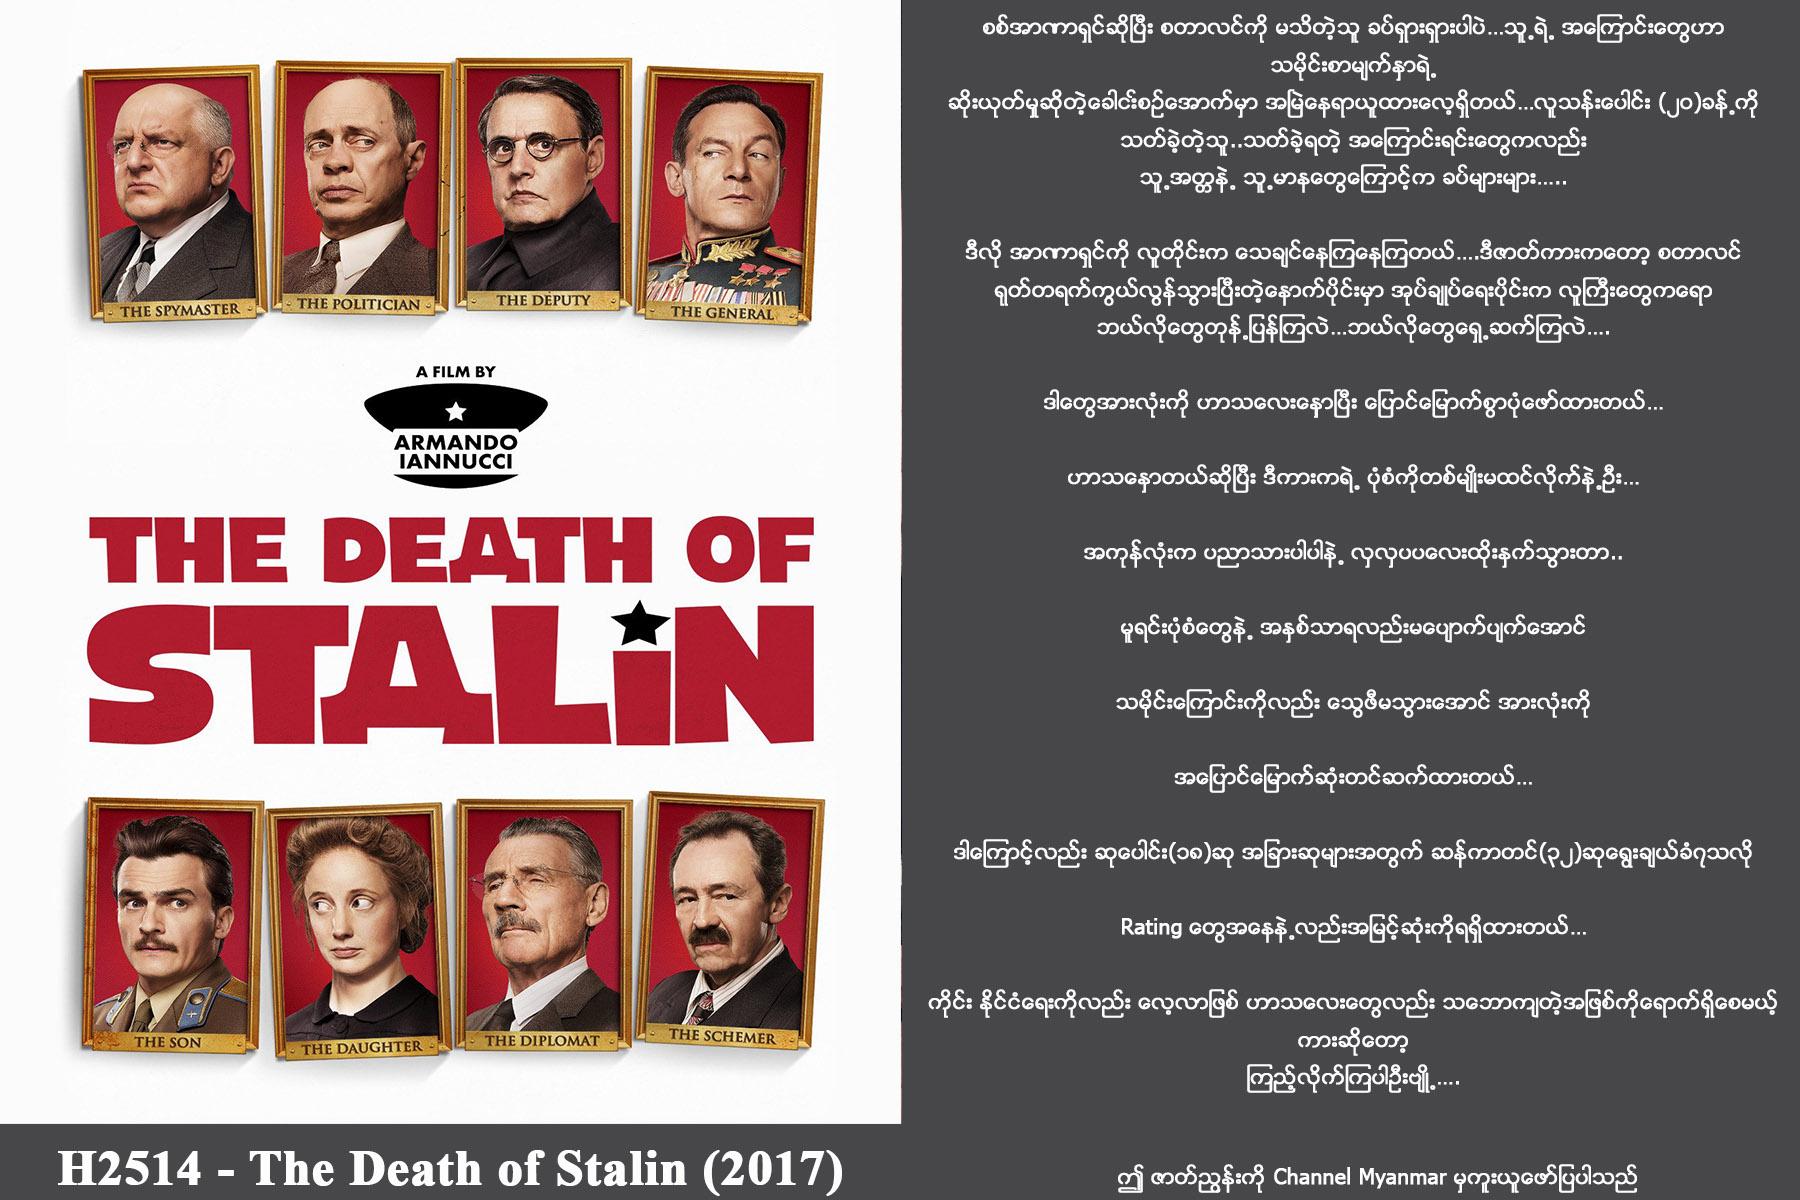 THE SPYMASTER
THE POLITICIAN
THE DEPUTY
THE GENERAL
A FILM BY
ARMANDO
IANNUCCI
THE DEATH OF
STALIN
THE SON
THE DAUGHTER
THE DIPLOMAT
THE SCHEMER
H2514 - The Death of Stalin (2017)
စစ်အာဏာရှင်ဆိုပြီး စတာလင်ကို မသိတဲ့သူ ခပ်ရှားရှားပါပဲ...သူ့ရဲ့ အကြောင်းတွေဟာ
သမိုင်းစာမျက်နှာရဲ့
ဆိုးယုတ်မှုဆိုတဲ့ခေါင်းစဉ်အောက်မှာ အမြဲနေရာယူထားလေ့ရှိတယ်...လူသန်းပေါင်း (၂၀)ခန့်ကို
သတ်ခဲ့တဲ့သူ..သတ်ခဲ့ရတဲ့ အကြောင်းရင်းတွေကလည်း
သူ့အတ္တနဲ့ သူ့မာနတွေကြောင့်က ခပ်များများ.....
ဒီလို အာဏာရှင်ကို လူတိုင်းက သေချင်နေကြနေကြတယ်....ဒီဇာတ်ကားကတော့ စတာလင်
ရုတ်တရက်ကွယ်လွန်သွားပြီးတဲ့နောက်ပိုင်းမှာ အုပ်ချုပ်ရေးပိုင်းက လူကြီးတွေကရော
ဘယ်လိုတွေတုန့်ပြန်ကြလဲ...ဘယ်လိုတွေရှေ့ဆက်ကြလဲ....
ဒါတွေအားလုံးကို ဟာသလေးနှောပြီး ပြောင်မြောက်စွာပုံဖော်ထားတယ်...
ဟာသနှောတယ်ဆိုပြီး ဒီကားကရဲ့ ပုံစံကိုတစ်မျိုးမထင်လိုက်နဲ့ဦး...
အကုန်လုံးက ပညာသားပါပါနဲ့ လှလှပပလေးထိုးနှက်သွားတာ..
မူရင်းပုံစံတွေနဲ့ အနှစ်သာရလည်းမပျောက်ပျက်အောင်
သမိုင်းကြောင်းကိုလည်း သွေဖီမသွားအောင် အားလုံးကို
အပြောင်မြောက်ဆုံးတင်ဆက်ထားတယ်...
ဒါကြောင့်လည်း ဆုပေါင်း(၁၈)ဆု အခြားဆုများအတွက် ဆန်ကာတင်(၃၂)ဆုရွေးချယ်ခံ၇သလို
Rating တွေအနေနဲ့လည်းအမြင့်ဆုံးကိုရရှိထားတယ်...
ကိုင်း နိုင်ငံရေးကိုလည်း လေ့လာဖြစ် ဟာသလေးတွေလည်း သဘောကျတဲ့အဖြစ်ကိုရောက်ရှိစေမယ့်
ကားဆိုတော့
ကြည့်လိုက်ကြပါဦးဗျို့....
ဤ ဇာတ်ညွှန်းကို Channel Myanmar မှကူးယူဖော်ပြပါသည်